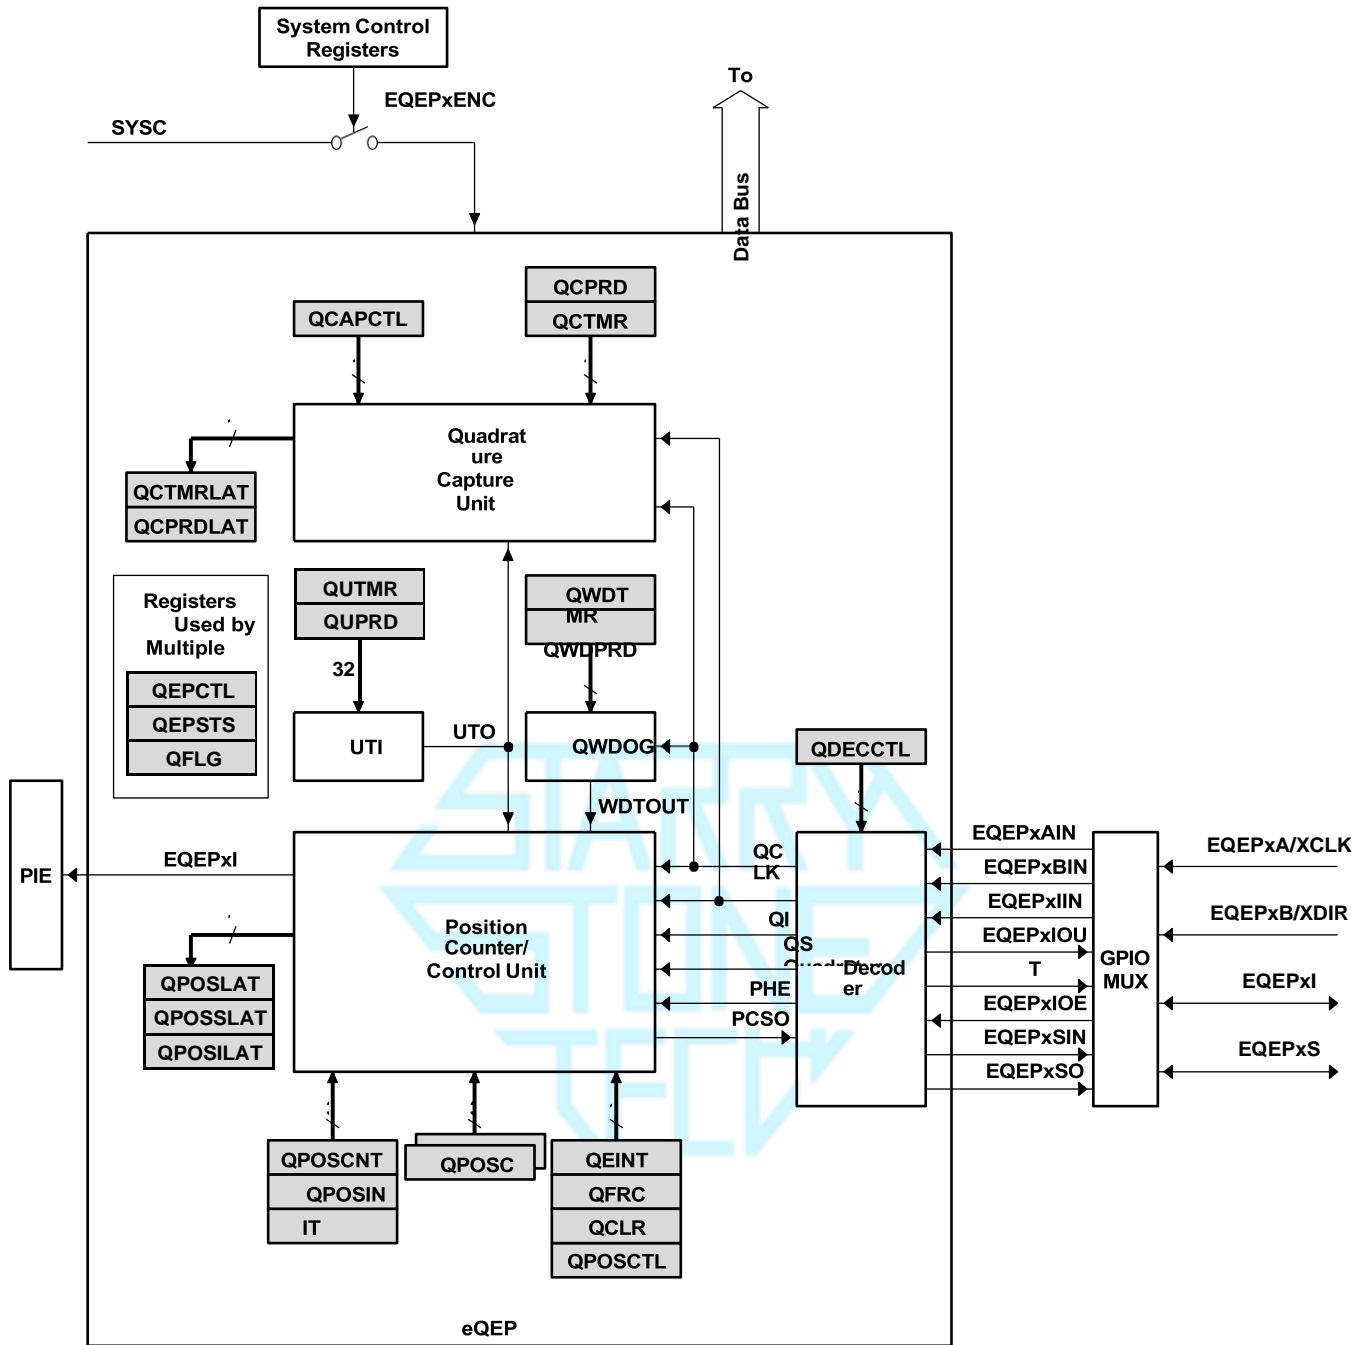 System Control
Registers
To
EQEPxENC
SYSC
Data Bus
QCPRD
QCAPCTL
QCTMR
Quadrat
ure
Capture
Unit
QCTMRLAT
QCPRDLAT
Registers
Used by
Multiple
QEPCTL
QEPSTS
QFLG
QUTMR
QUPRD
32
QWDT
MR
QWDPRD
UTI
UTO
QWDOG
QDECCTL
WDTOUT
PIE
EQEPxI
QPOSLAT
QPOSSLAT
QPOSILAT
Position
Counter/
Control Unit
QC
LK
QI
QS
PHE
PCSO
Decod
er
EQEPxAIN
EQEPxBIN
EQEPxIIN
EQEPxIOU
T
EQEPxIOE
EQEPxSIN
EQEPxSO
GPIO
MUX
EQEPxA/XCLK
EQEPxB/XDIR
EQEPxI
EQEPxS
QPOSCNT
QPOSIN
IT
QPOSC
QEINT
QFRC
QCLR
QPOSCTL
eQEP
STARRY
STONE
TECH